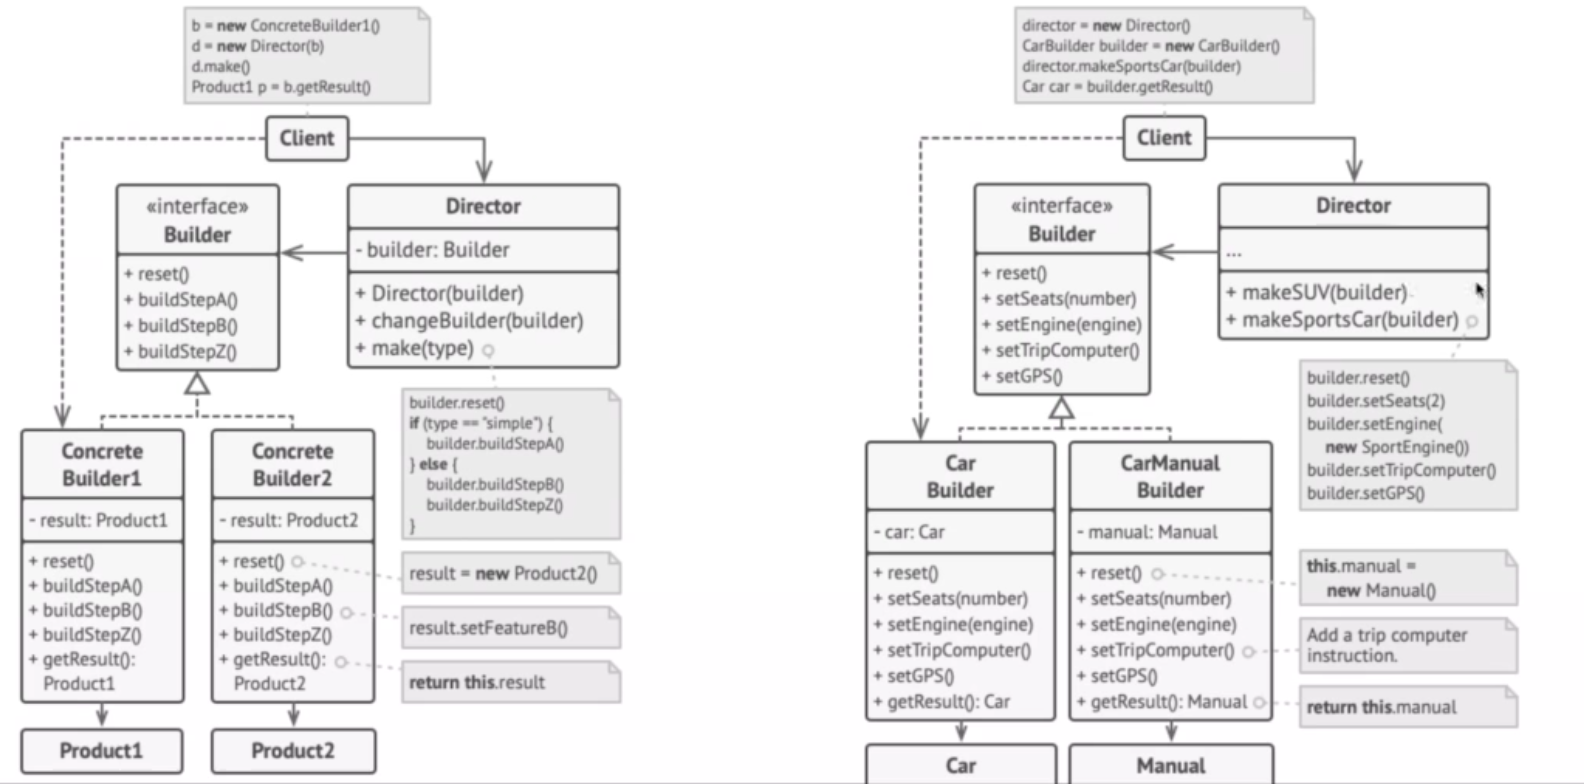 b = new ConcreteBuilder1()
d = new Director(b)
d.make()
Product1 p = b.getResult()
Client
«interface»
Builder
+ reset()
+ buildStepA()
+ buildStepB()
+ buildStepZ()
Director
- builder: Builder
+ Director(builder)
+ changeBuilder(builder)
+ make(type)
builder.reset()
if (type == "simple") {
builder.buildStepA()
} else {
builder.buildStepB()
builder.buildStepZ()
}
Concrete
Builder1
- result: Product1
+ reset()
+ buildStepA()
+ buildStepB()
+ buildStepZ()
+ getResult():
Product1
Concrete
Builder2
- result: Product2
+ reset()
+ buildStepA()
+ buildStepB()
+ buildStepZ()
+ getResult():
Product2
result = new Product2()
result.setFeatureB()
return this.result
Product1
Product2
director = new Director()
CarBuilder builder = new CarBuilder()
director.makeSportsCar(builder)
Car car = builder.getResult()
Client
«interface»
Builder
+ reset()
+ setSeats(number)
+ setEngine(engine)
+ setTripComputer()
+ setGPS()
Director
...
+ makeSUV(builder)
+ makeSportsCar(builder)
builder.reset()
builder.setSeats(2)
builder.setEngine(
new SportEngine())
builder.setTripComputer()
builder.setGPS()
Car
Builder
- car: Car
+ reset()
+ setSeats(number)
+ setEngine(engine)
+ setTripComputer()
+ setGPS()
+ getResult(): Car
CarManual
Builder
- manual: Manual
+ reset()
+ setSeats(number)
+ setEngine(engine)
+ setTripComputer()
+ setGPS()
+ getResult(): Manual
this.manual =
new Manual()
Add a trip computer
instruction.
return this.manual
Car
Manual